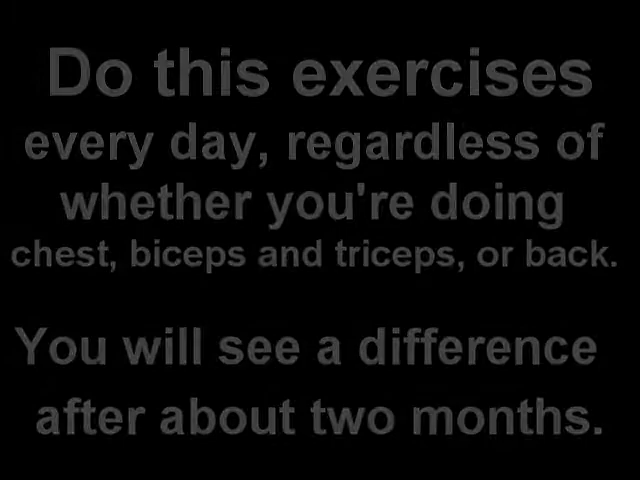 Do this exercises
every day, regardless of
whether you're doing
chest, biceps and triceps, or back.
You will see a difference
after about two months.